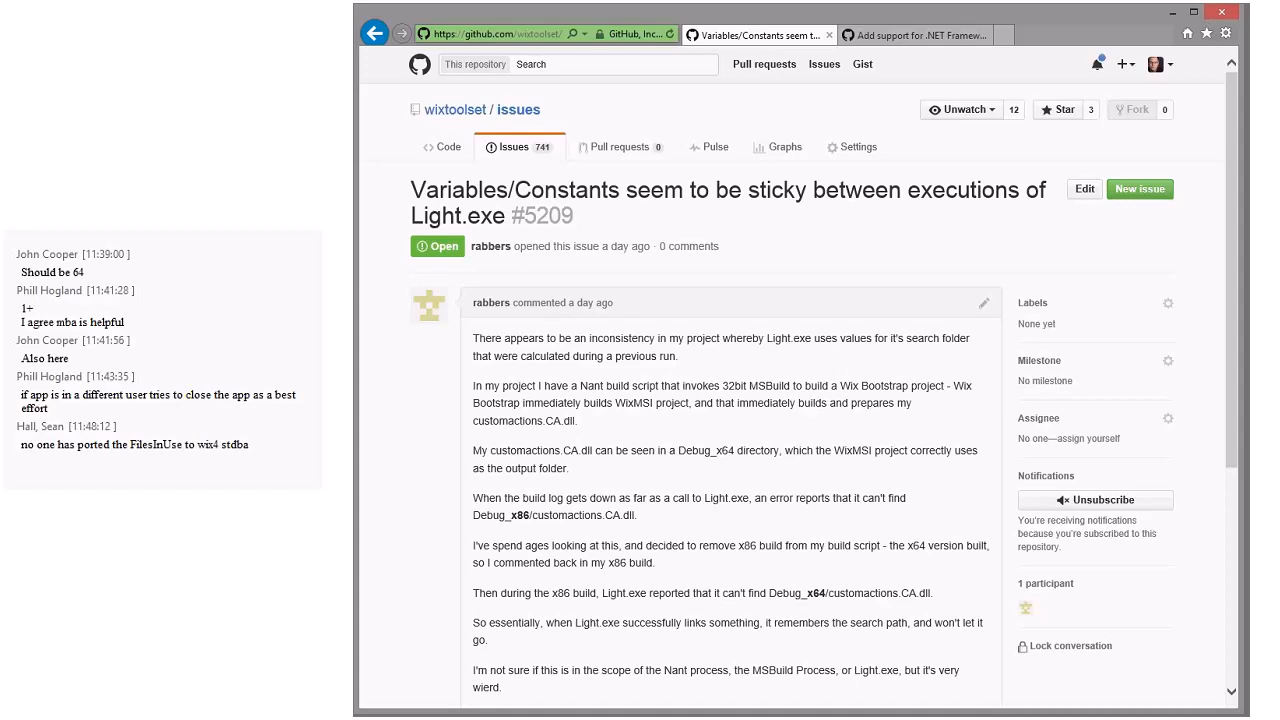 John Cooper [11:39:00 ]
Should be 64
Phill Hogland [11:41:28 ]
1+
I agree mba is helpful
John Cooper [11:41:56 ]
Also here
Phill Hogland [11:43:35 ]
if app is in a different user tries to close the app as a best
effort
Hall, Sean [11:48:12 ]
no one has ported the FilesInUse to wix4 stdba
https://github.com/wixtoolset/ GitHub, Inc... Variables/Constants seem t... Add support for .NET Framew...
This repository Search Pull requests Issues Gist
wixtoolset / issues Unwatch 12 Star 3 Fork 0
Code Issues 741 Pull requests 0 Pulse Graphs Settings
Variables/Constants seem to be sticky between executions of
Light.exe #5209
Edit New issue
Open rabbers opened this issue a day ago · 0 comments
rabbers commented a day ago
There appears to be an inconsistency in my project whereby Light.exe uses values for it's search folder
that were calculated during a previous run.
In my project I have a Nant build script that invokes 32bit MSBuild to build a Wix Bootstrap project - Wix
Bootstrap immediately builds WixMSI project, and that immediately builds and prepares my
customactions.CA.dll.
My customactions.CA.dll can be seen in a Debug_x64 directory, which the WixMSI project correctly uses
as the output folder.
When the build log gets down as far as a call to Light.exe, an error reports that it can't find
Debug_x86/customactions.CA.dll.
I've spend ages looking at this, and decided to remove x86 build from my build script - the x64 version built,
so I commented back in my x86 build.
Then during the x86 build, Light.exe reported that it can't find Debug_x64/customactions.CA.dll.
So essentially, when Light.exe successfully links something, it remembers the search path, and won't let it
go.
I'm not sure if this is in the scope of the Nant process, the MSBuild Process, or Light.exe, but it's very
wierd.
Labels
None yet
Milestone
No milestone
Assignee
No one—assign yourself
Notifications
Unsubscribe
You're receiving notifications
because you're subscribed to this
repository.
1 participant
Lock conversation